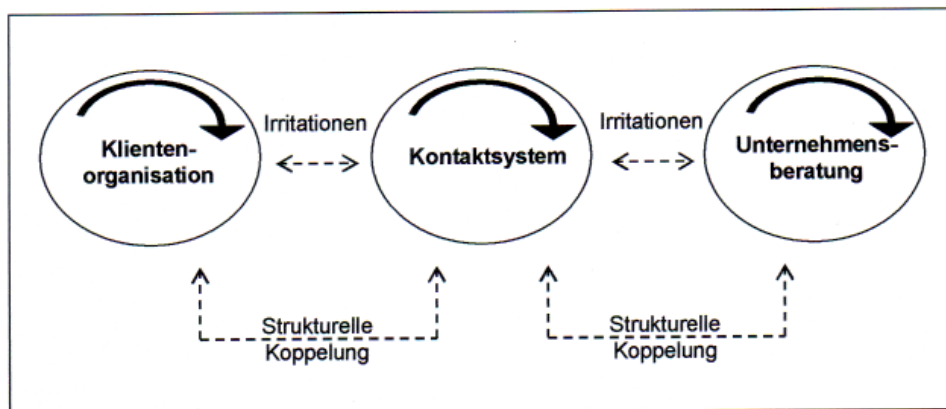 Irritationen
Irritationen
Klienten-
organisation
Kontaktsystem
Unternehmens-
beratung
Strukturelle
Koppelung
Strukturelle
Koppelung